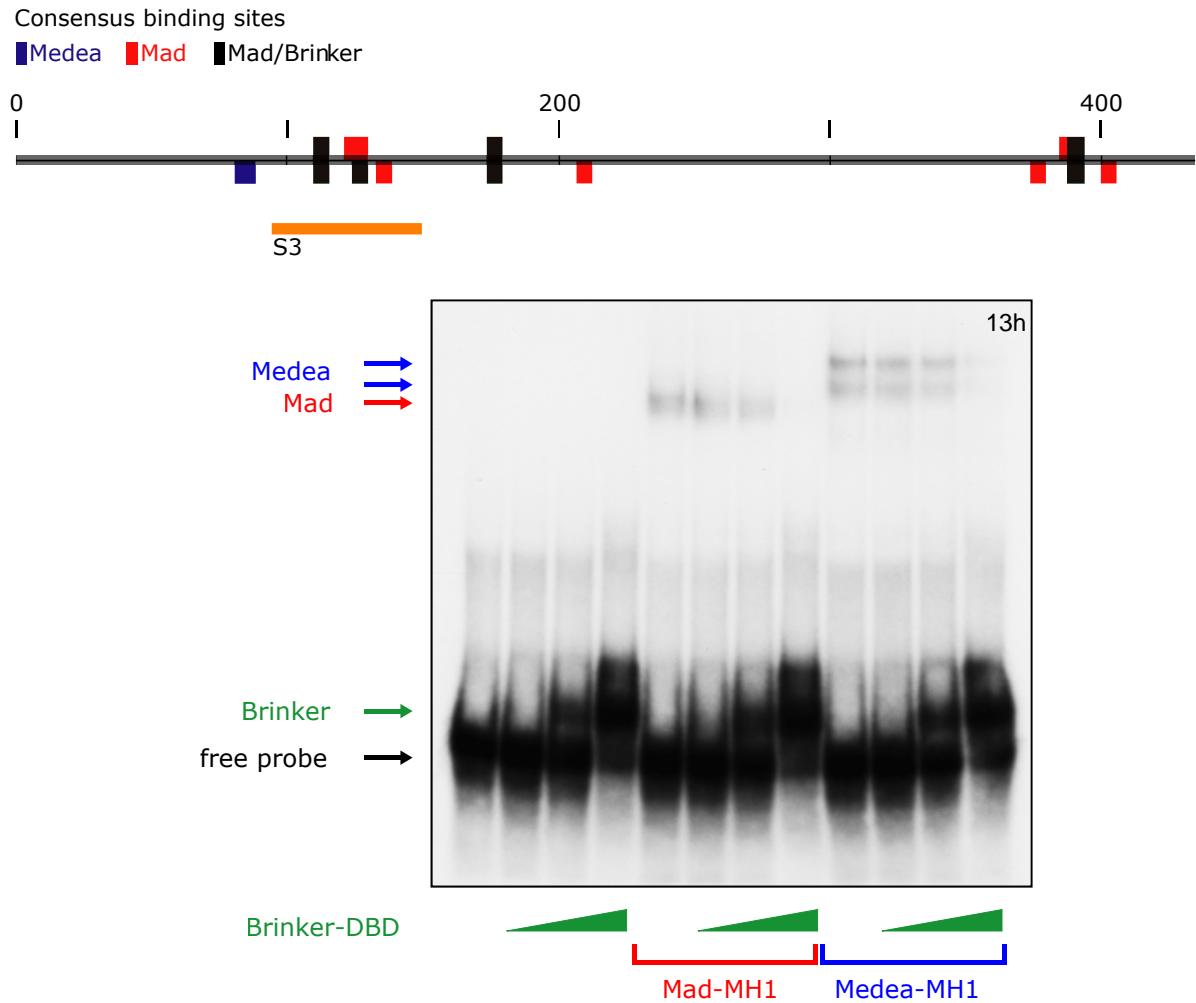 Consensus binding sites
Medea Mad Mad/Brinker
0 200 400
S3
13h
Medea
Mad
Brinker
free probe
Brinker-DBD
Mad-MH1 Medea-MH1